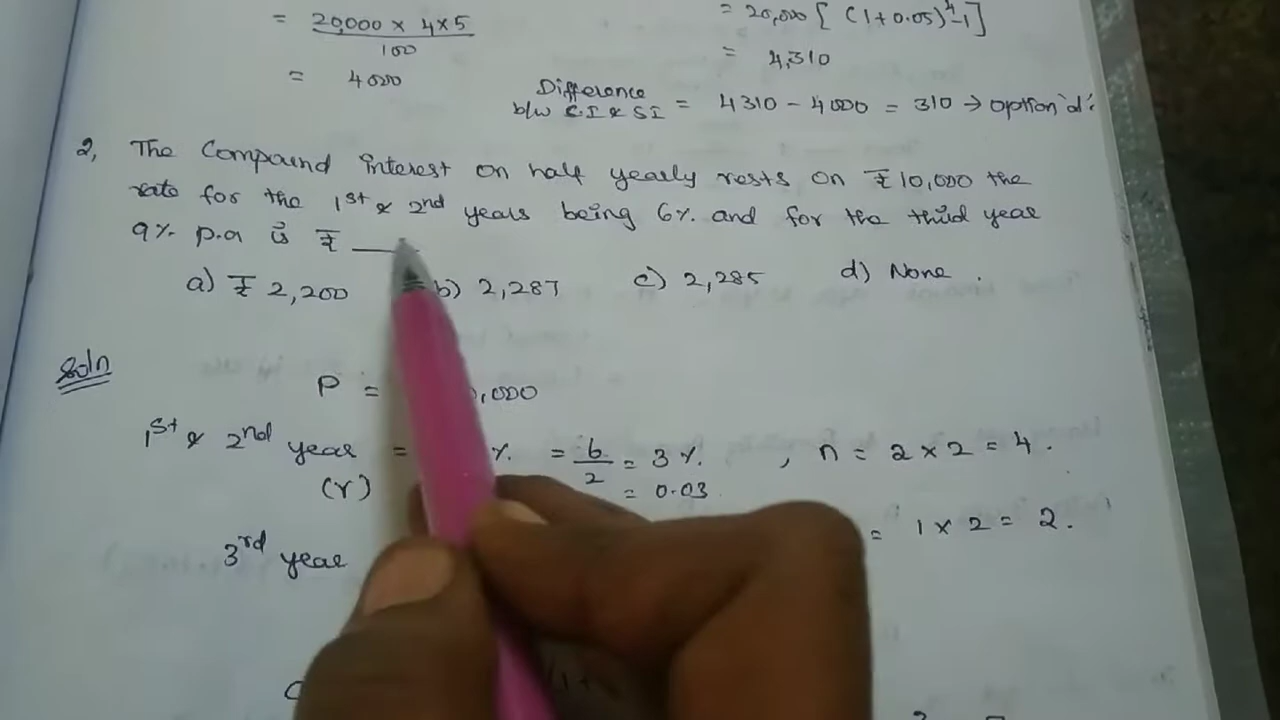 = 20,000 × 4×5 / 100
= 20,000 [ (1+0.05)^4 -1]
= 4000
= 4,310
Difference b/w C.I & SI = 4310 - 4000 = 310 → option 'd'.
2, The Compound interest on half yearly rests on ₹ 10,000 the
rate for the 1st & 2nd years being 6%. and for the third year
9%. p.a is ₹ ___
a) ₹ 2,200 b) 2,287 c) 2,285 d) None .
Soln
P = ,000
1st & 2nd year = %. = 6/2 = 3 %. , n = 2 × 2 = 4 .
(r) = 0.03
3rd year = 1 × 2 = 2 .